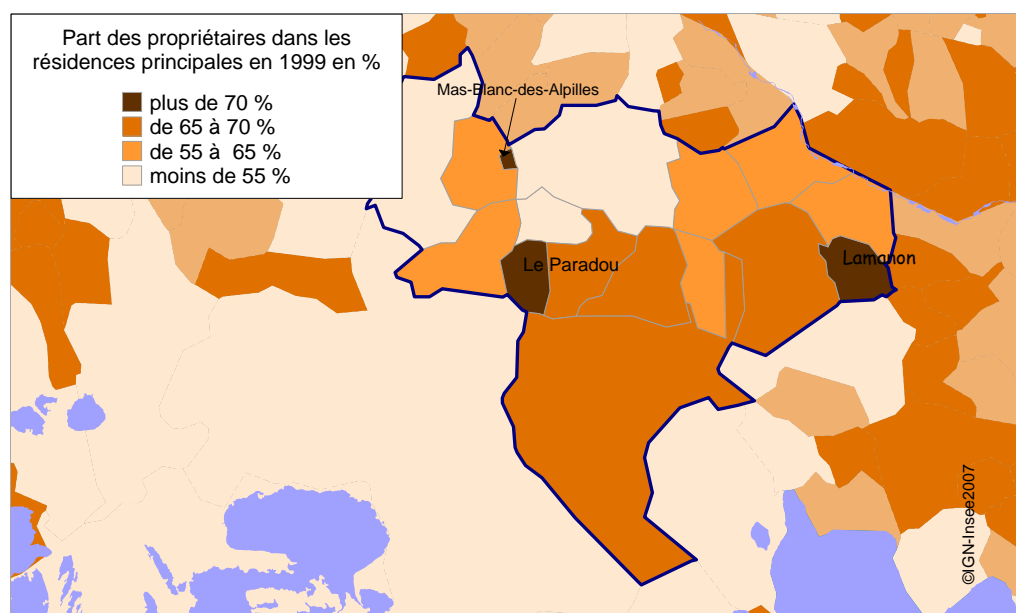 Part des propriétaires dans les
résidences principales en 1999 en %
plus de 70 %
de 65 à 70 %
de 55 à 65 %
moins de 55 %
Mas-Blanc-des-Alpilles
Le Paradou
Lamanon
©IGN-Insee2007